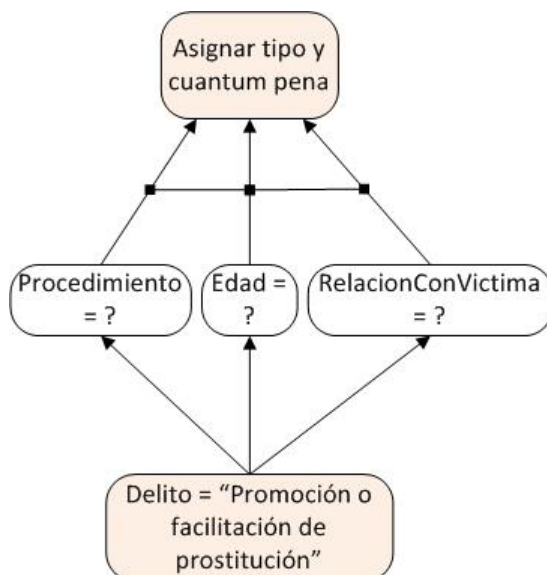 Asignar tipo y
cuantum pena
Procedimiento
= ?
Edad =
?
RelacionConVictima
= ?
Delito = “Promoción o
facilitación de
prostitución”